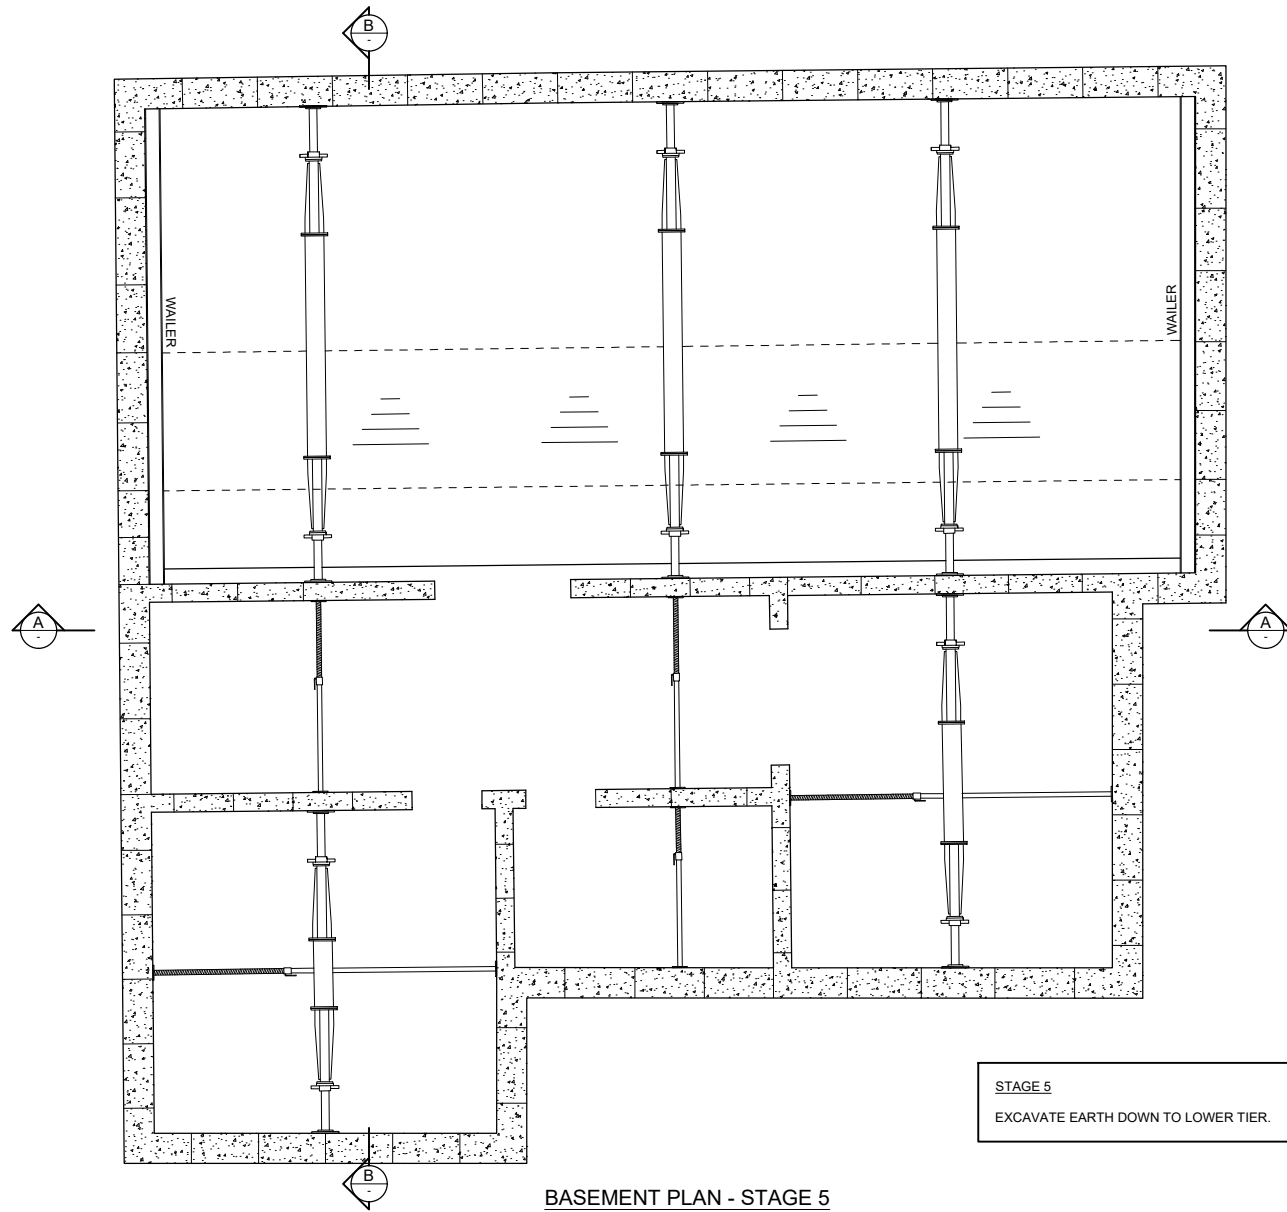 B
-
WAILER
WAILER
A
-
A
-
STAGE 5
EXCAVATE EARTH DOWN TO LOWER TIER.
B
-
BASEMENT PLAN - STAGE 5